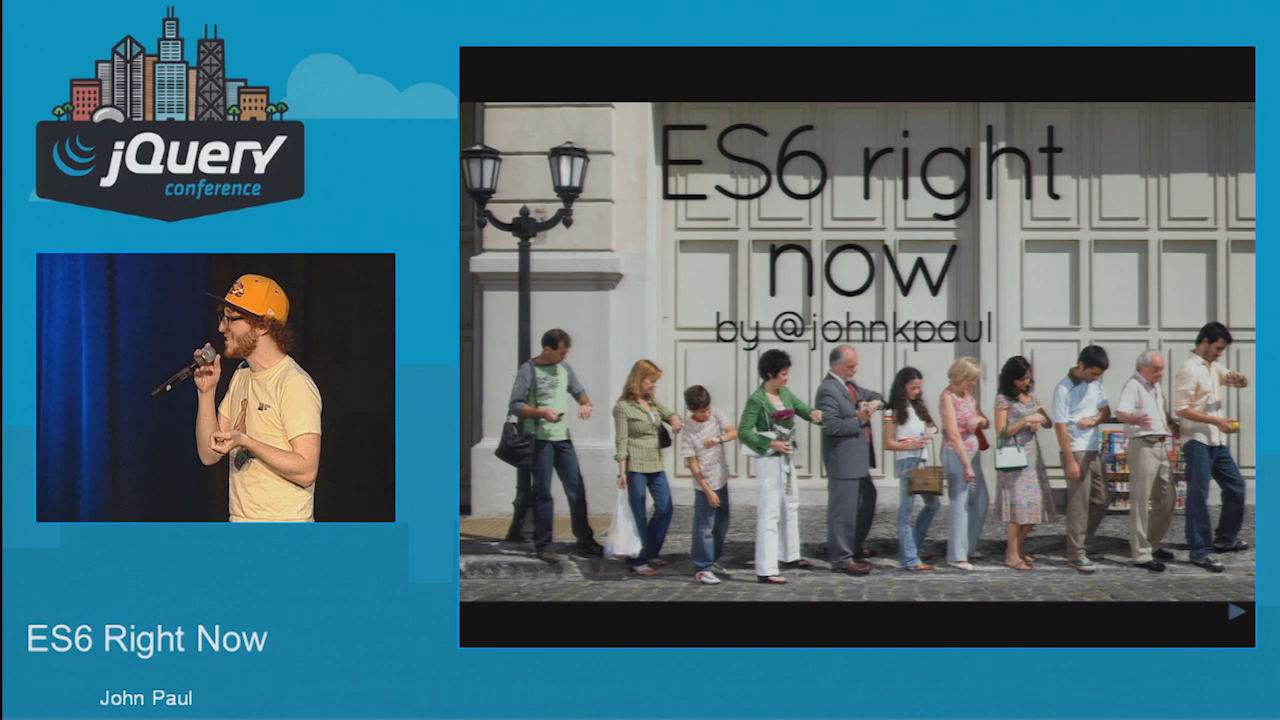 jQuery
conference
ES6 right
now
by @johnkpaul
ES6 Right Now
John Paul